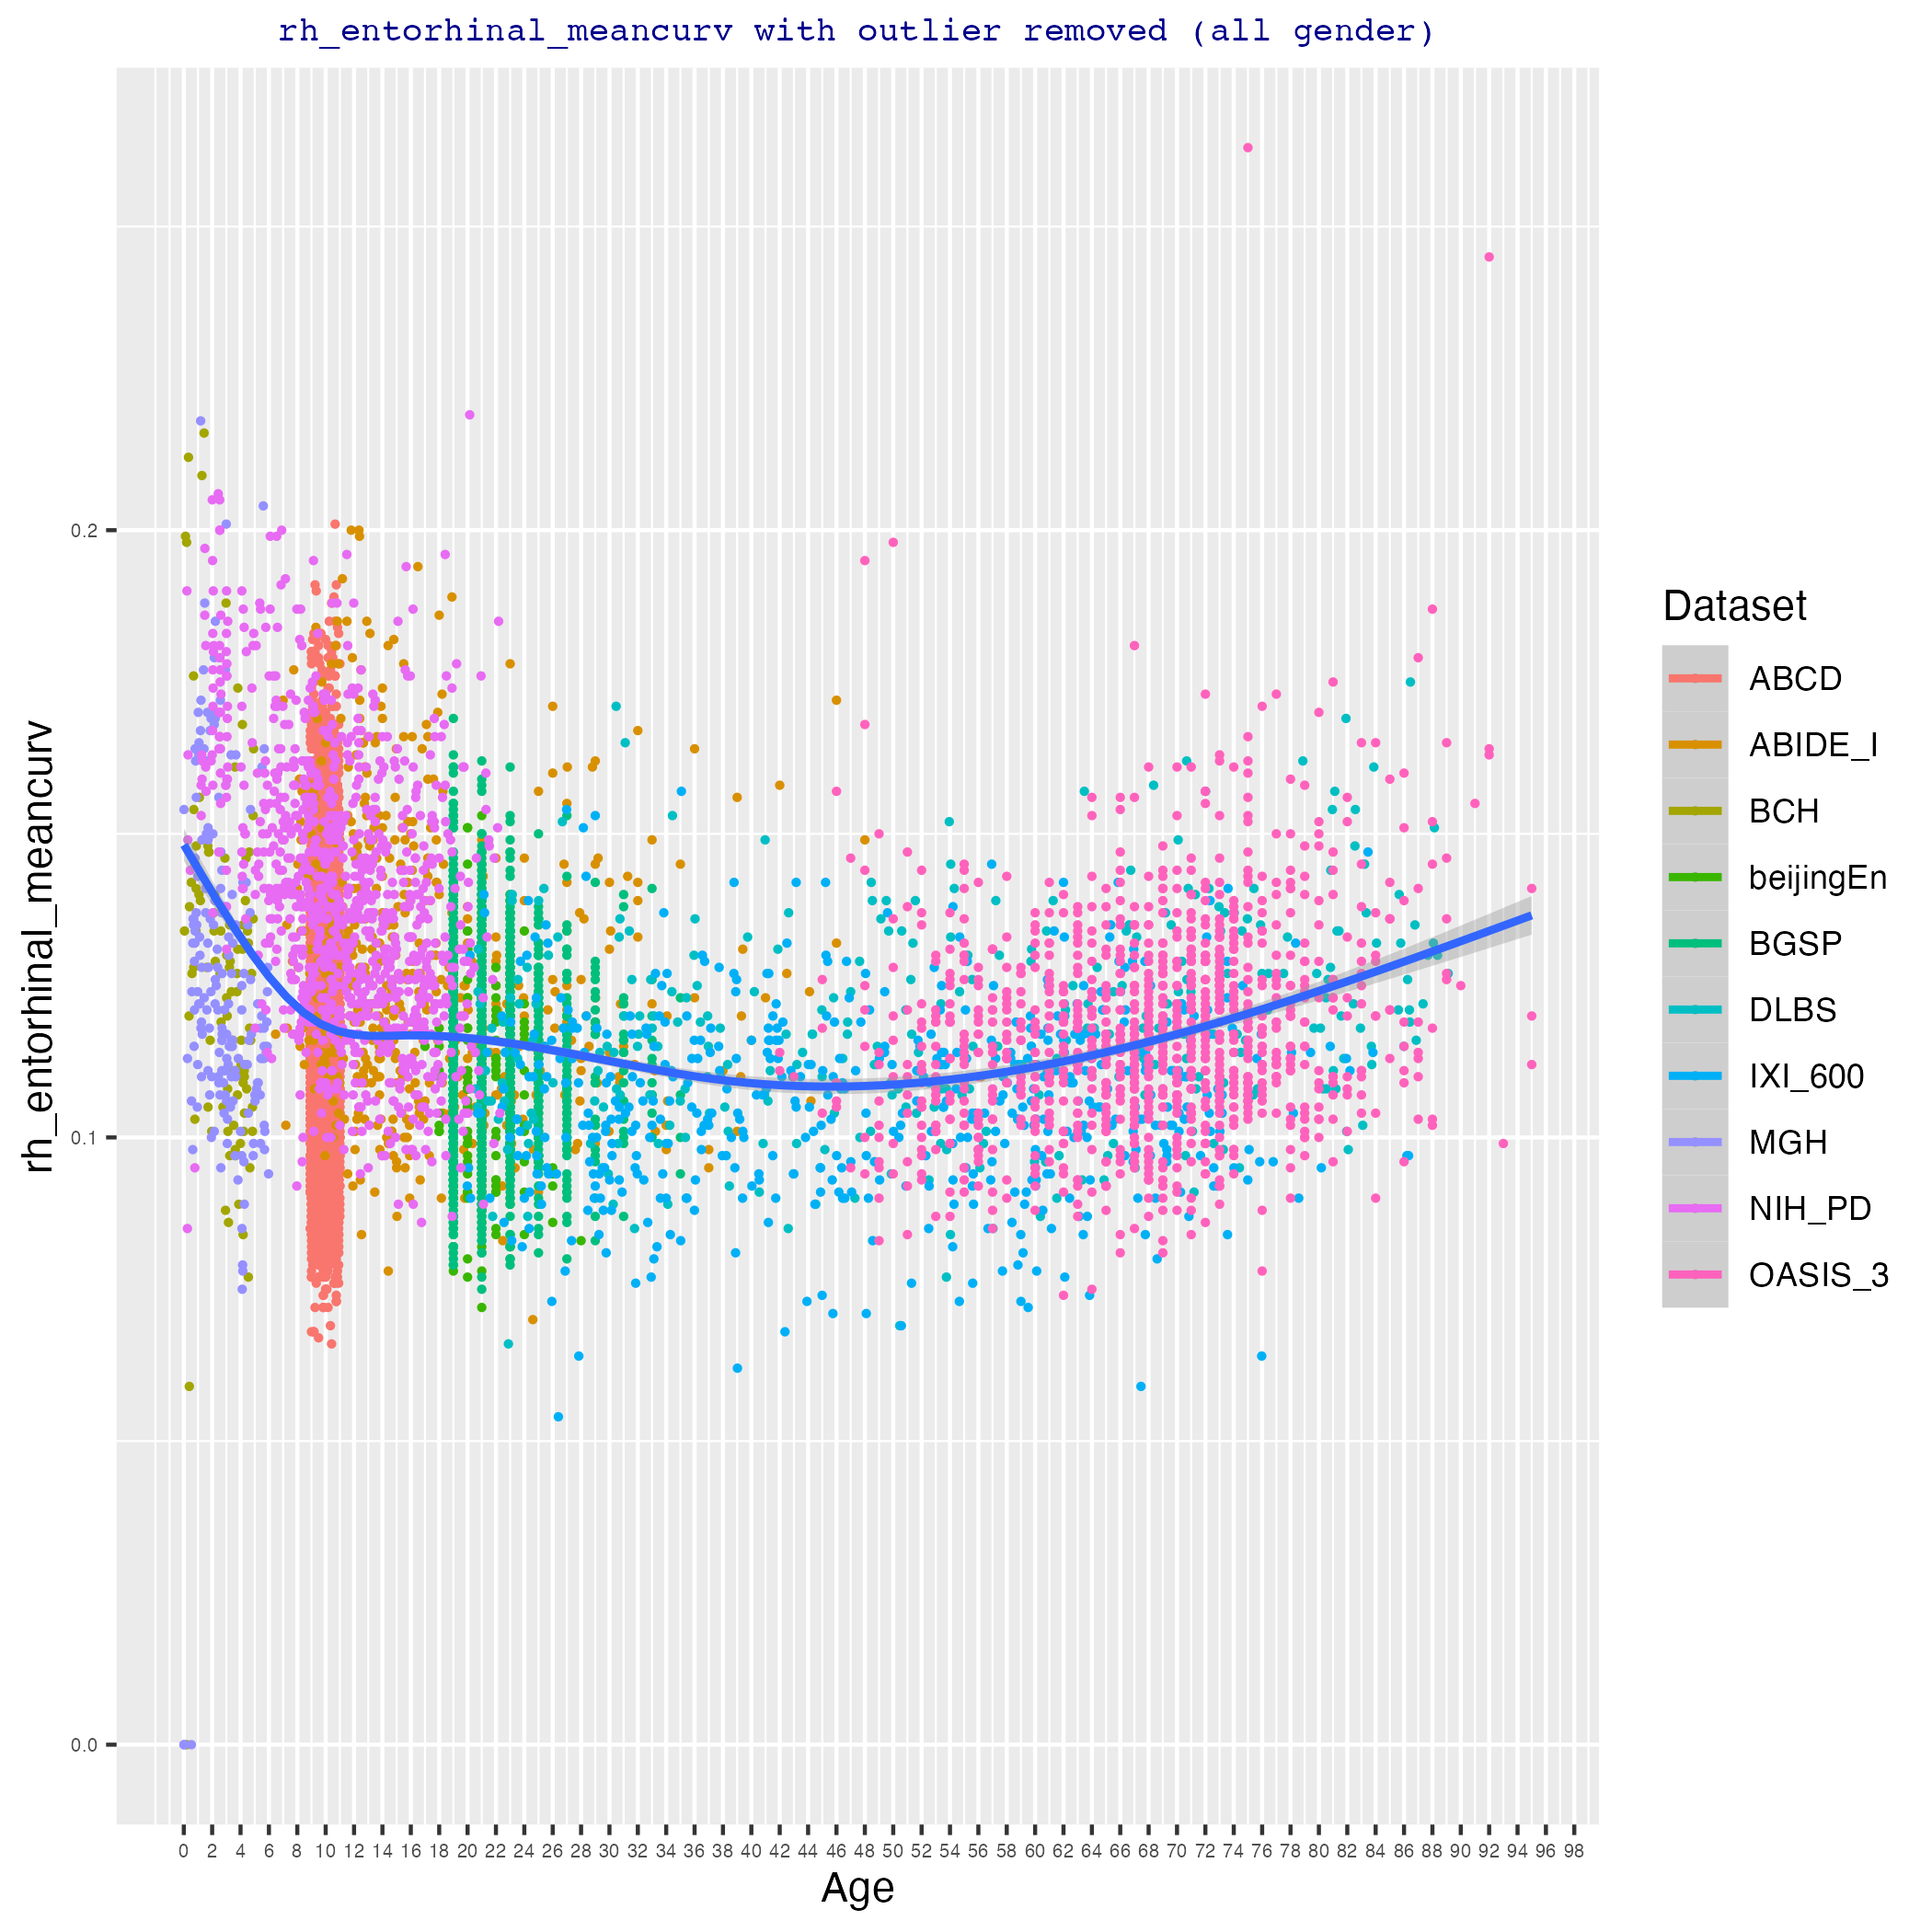 rh_entorhinal_meancurv with outlier removed (all gender)
rh_entorhinal_meancurv
0.2
0.1
0.0
0 2 4 6 8 10 12 14 16 18 20 22 24 26 28 30 32 34 36 38 40 42 44 46 48 50 52 54 56 58 60 62 64 66 68 70 72 74 76 78 80 82 84 86 88 90 92 94 96 98
Age
Dataset
ABCD
ABIDE_I
BCH
beijingEn
BGSP
DLBS
IXI_600
MGH
NIH_PD
OASIS_3